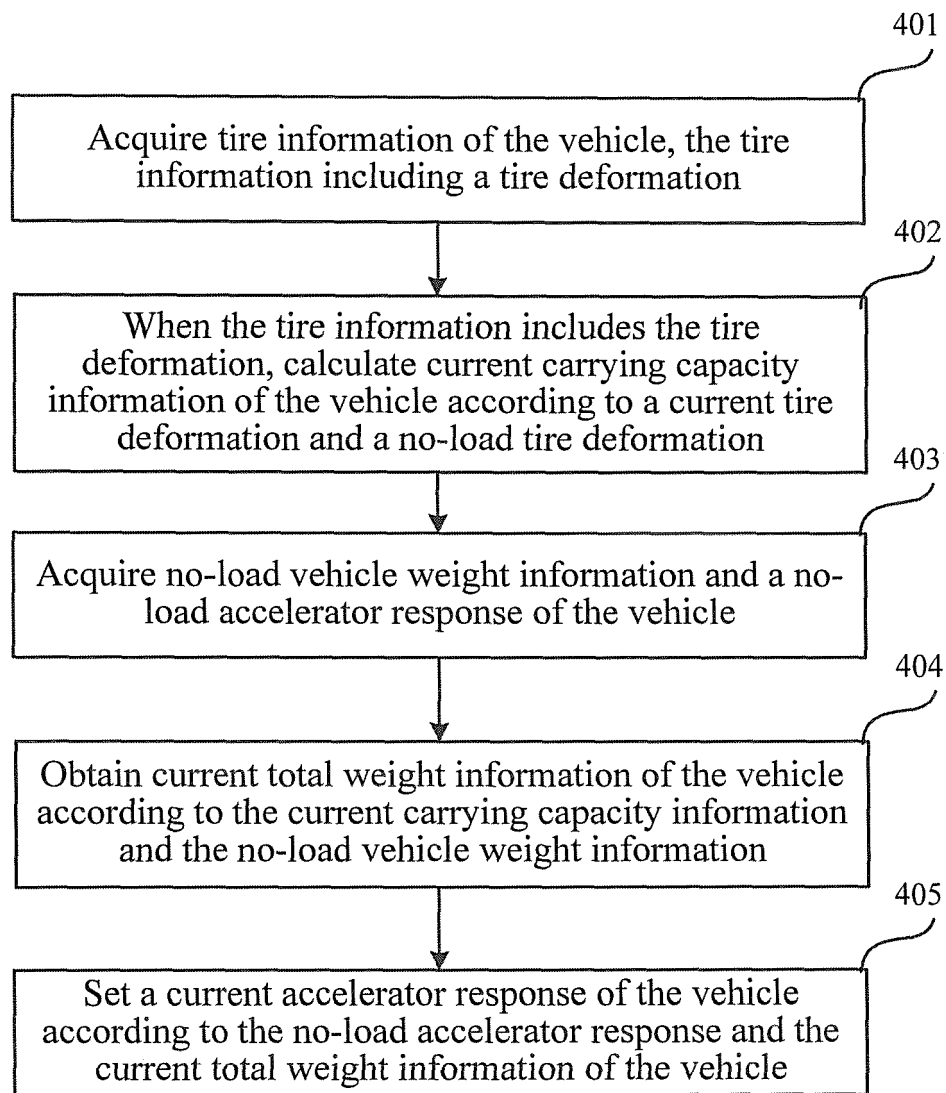 401
Acquire tire information of the vehicle, the tire
information including a tire deformation
402
When the tire information includes the tire
deformation, calculate current carrying capacity
information of the vehicle according to a current tire
deformation and a no-load tire deformation
403
Acquire no-load vehicle weight information and a no-
load accelerator response of the vehicle
404
Obtain current total weight information of the vehicle
according to the current carrying capacity information
and the no-load vehicle weight information
405
Set a current accelerator response of the vehicle
according to the no-load accelerator response and the
current total weight information of the vehicle